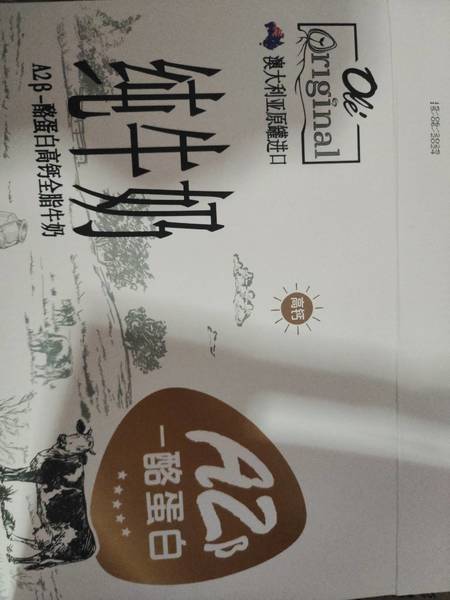 Olé
Original
澳大利亚原罐进口
纯牛奶
A2β-酪蛋白高钙全脂牛奶
高钙
A2β
一酪蛋白